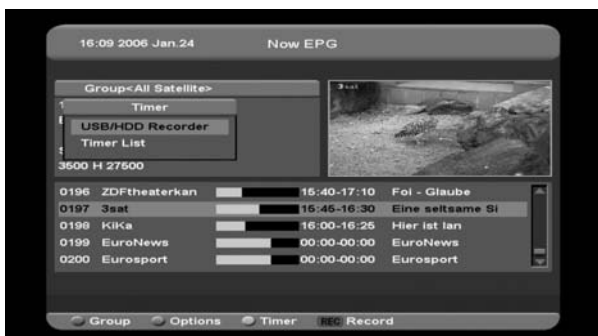 16:09 2006 Jan.24 Now EPG
Group<All Satellite>
3sat
Timer
USB/HDD Recorder
Timer List
3500 H 27500
0196 ZDFtheaterkan 15:40-17:10 Foi - Glaube
0197 3sat 15:45-16:30 Eine seltsame Si
0198 KiKa 16:00-16:25 Hier ist Ian
0199 EuroNews 00:00-00:00 EuroNews
0200 Eurosport 00:00-00:00 Eurosport
Group Options Timer REC Record